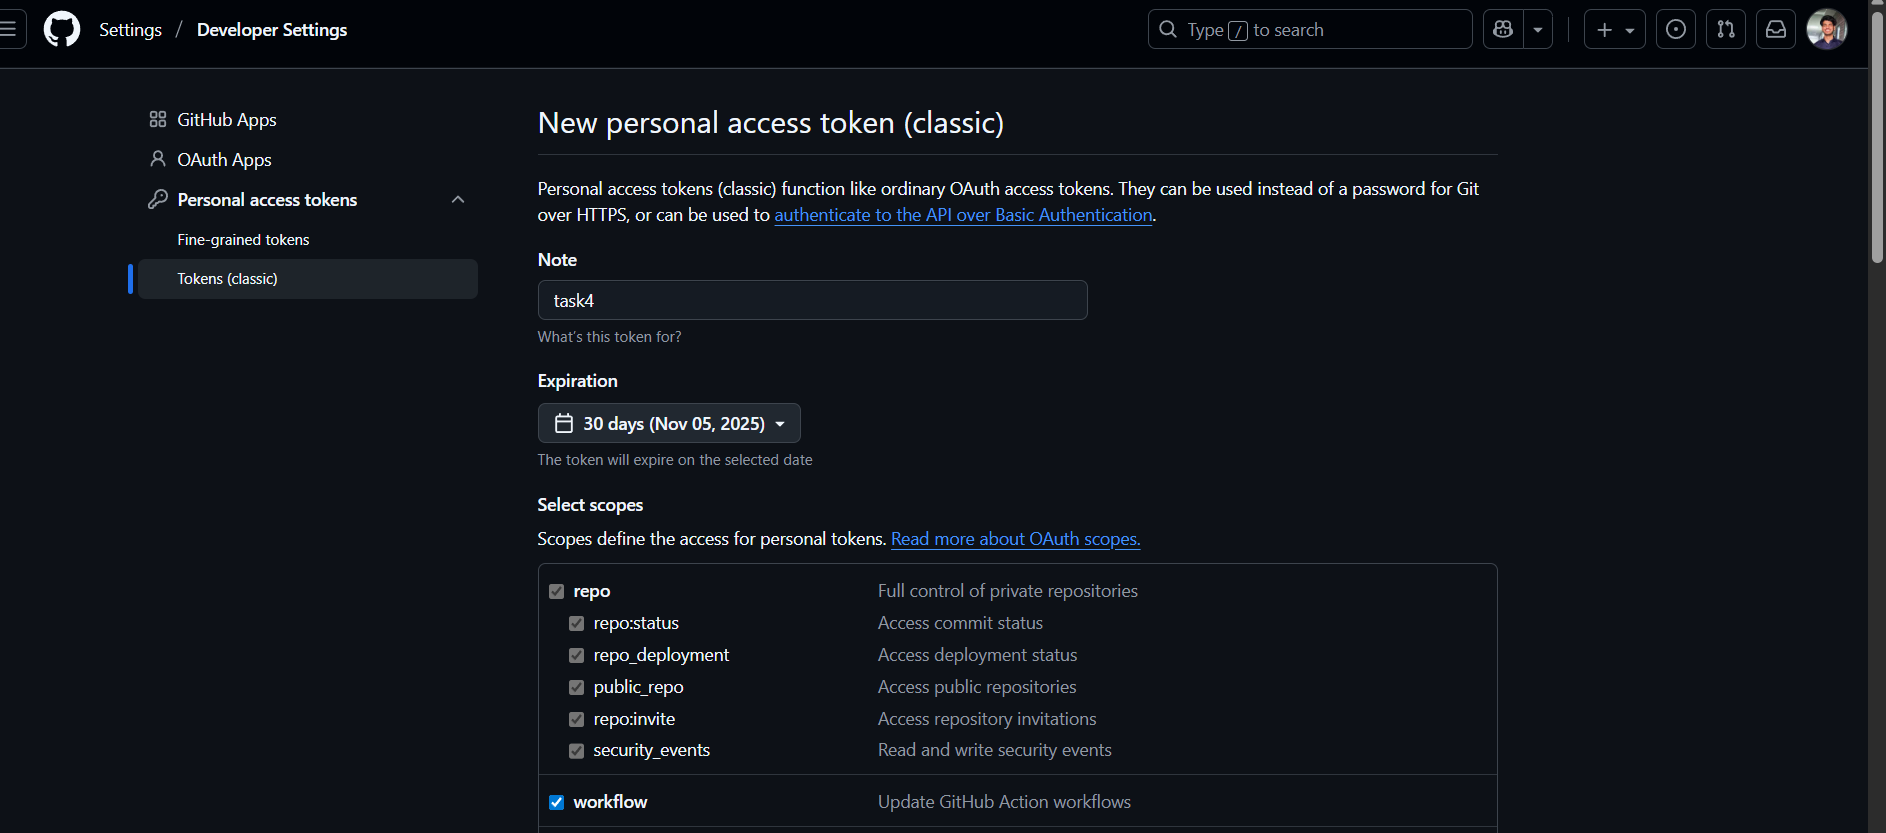 Settings / Developer Settings
Type / to search
GitHub Apps
OAuth Apps
Personal access tokens
Fine-grained tokens
Tokens (classic)
New personal access token (classic)
Personal access tokens (classic) function like ordinary OAuth access tokens. They can be used instead of a password for Git
over HTTPS, or can be used to authenticate to the API over Basic Authentication.
Note
task4
What's this token for?
Expiration
30 days (Nov 05, 2025)
The token will expire on the selected date
Select scopes
Scopes define the access for personal tokens. Read more about OAuth scopes.
repo Full control of private repositories
repo:status Access commit status
repo_deployment Access deployment status
public_repo Access public repositories
repo:invite Access repository invitations
security_events Read and write security events
workflow Update GitHub Action workflows